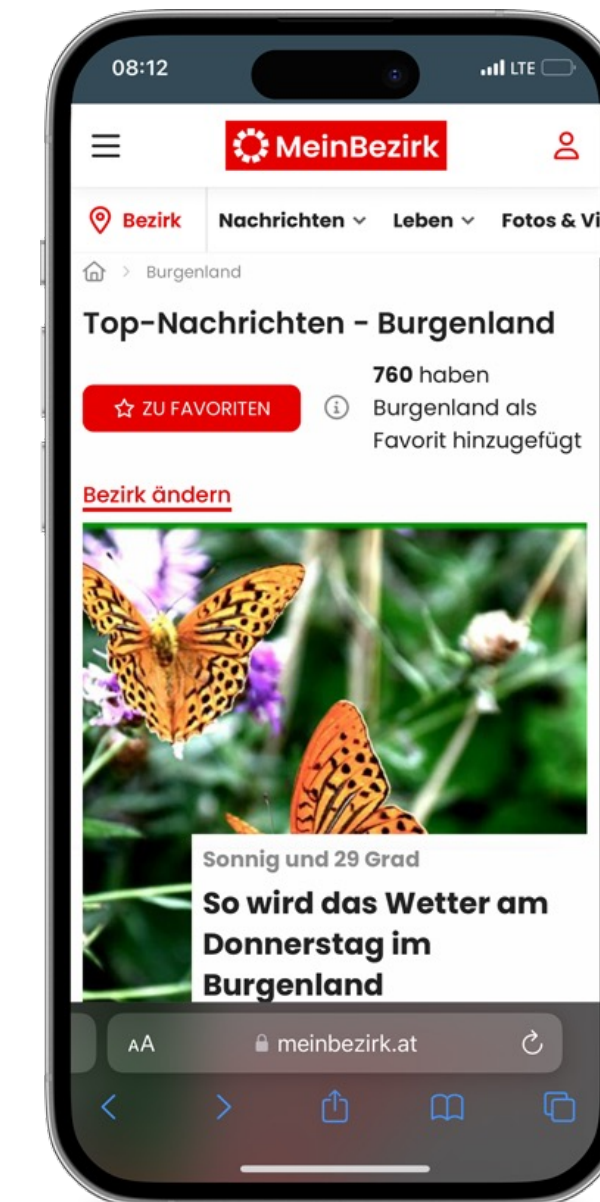 08:12
LTE
MeinBezirk
Bezirk Nachrichten Leben Fotos & Vi
Burgenland
Top-Nachrichten - Burgenland
ZU FAVORITEN
760 haben
Burgenland als
Favorit hinzugefügt
Bezirk ändern
Sonnig und 29 Grad
So wird das Wetter am
Donnerstag im
Burgenland
AA meinbezirk.at